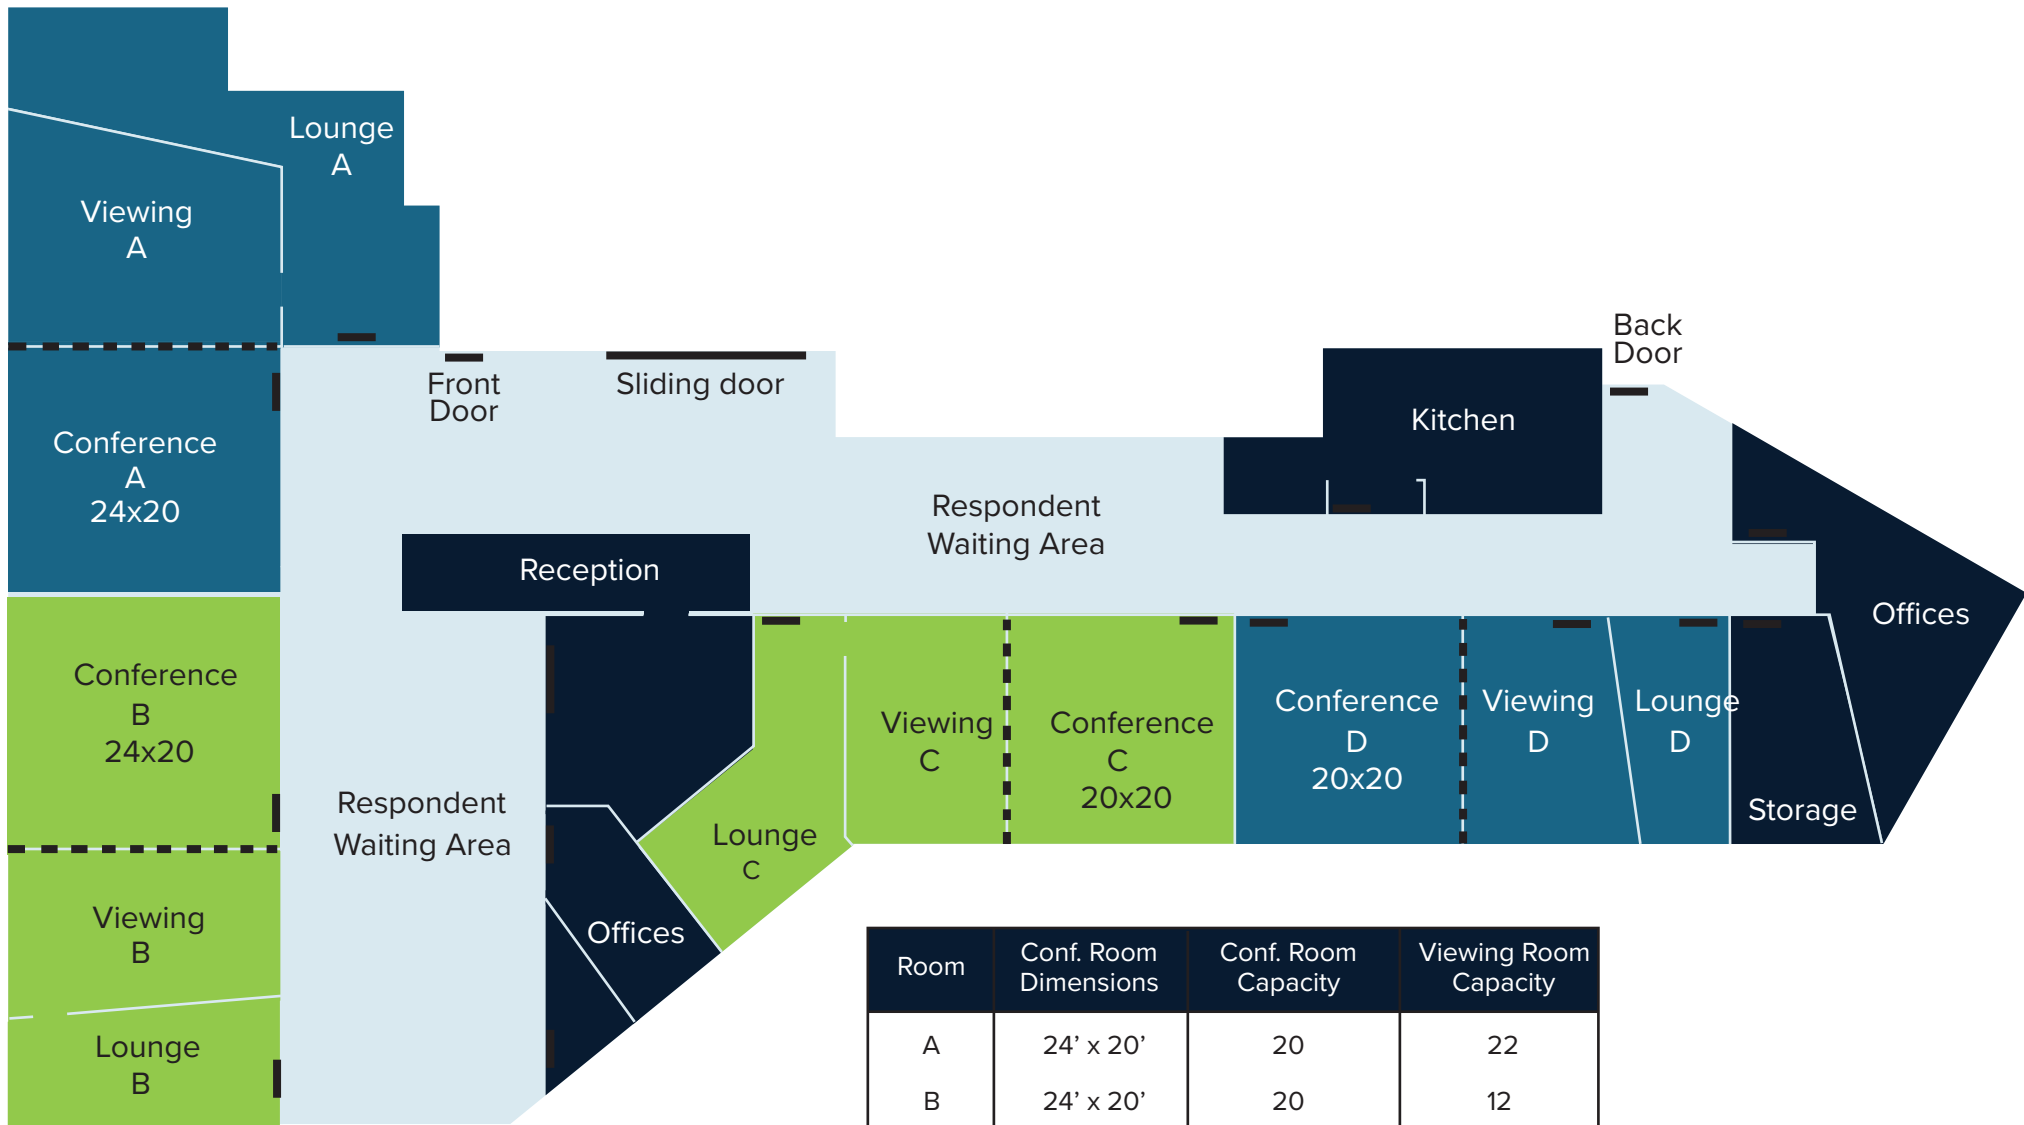 Lounge
A
Viewing
A
Back
Door
Front
Door
Sliding door
Kitchen
Conference
A
24x20
Respondent
Waiting Area
Reception
Offices
Conference
B
24x20
Viewing
C
Conference
C
20x20
Conference
D
20x20
Viewing
D
Lounge
D
Storage
Respondent
Waiting Area
Lounge
C
Viewing
B
Offices
Lounge
B
Room
Conf. Room
Dimensions
Conf. Room
Capacity
Viewing Room
Capacity
A 24’ x 20’ 20 22
B 24’ x 20’ 20 12